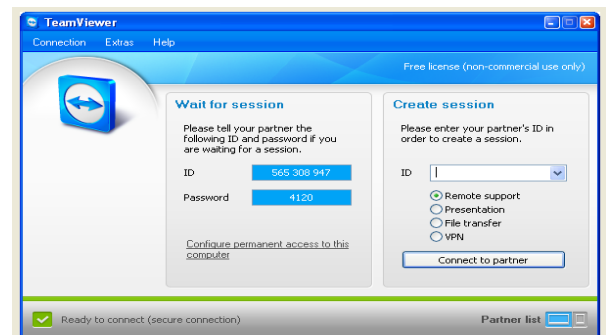 TeamViewer
Connection Extras Help
Free license (non-commercial use only)
Wait for session
Please tell your partner the
following ID and password if you
are waiting for a session.
ID 565 308 947
Password 4120
Configure permanent access to this
computer
Create session
Please enter your partner's ID in
order to create a session.
ID
Remote support
Presentation
File transfer
VPN
Connect to partner
Ready to connect (secure connection)
Partner list